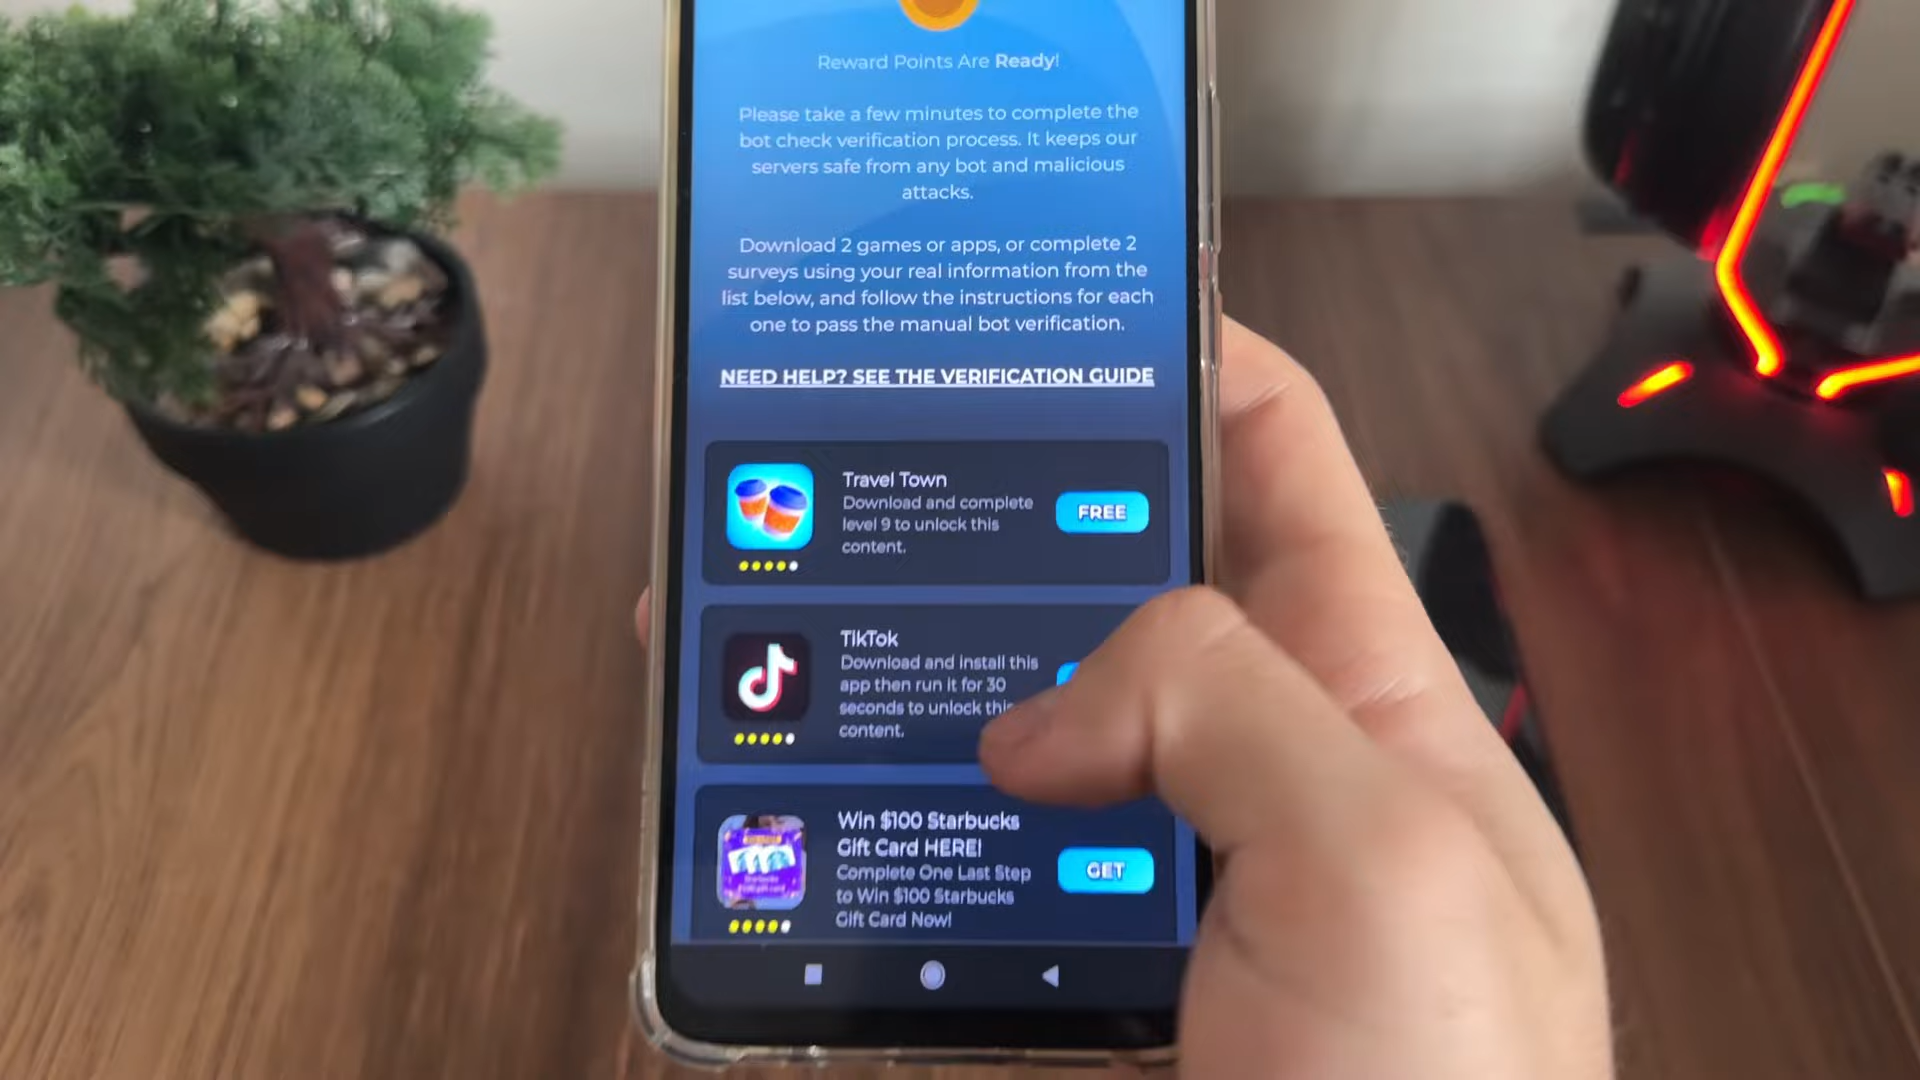 Reward Points Are Ready!
Please take a few minutes to complete the
bot check verification process. It keeps our
servers safe from any bot and malicious
attacks.
Download 2 games or apps, or complete 2
surveys using your real information from the
list below, and follow the instructions for each
one to pass the manual bot verification.
NEED HELP? SEE THE VERIFICATION GUIDE
Travel Town
Download and complete
level 9 to unlock this
content.
FREE
TikTok
Download and install this
app then run it for 30
seconds to unlock this
content.
Win $100 Starbucks
Gift Card HERE!
Complete One Last Step
to Win $100 Starbucks
Gift Card Now!
GET